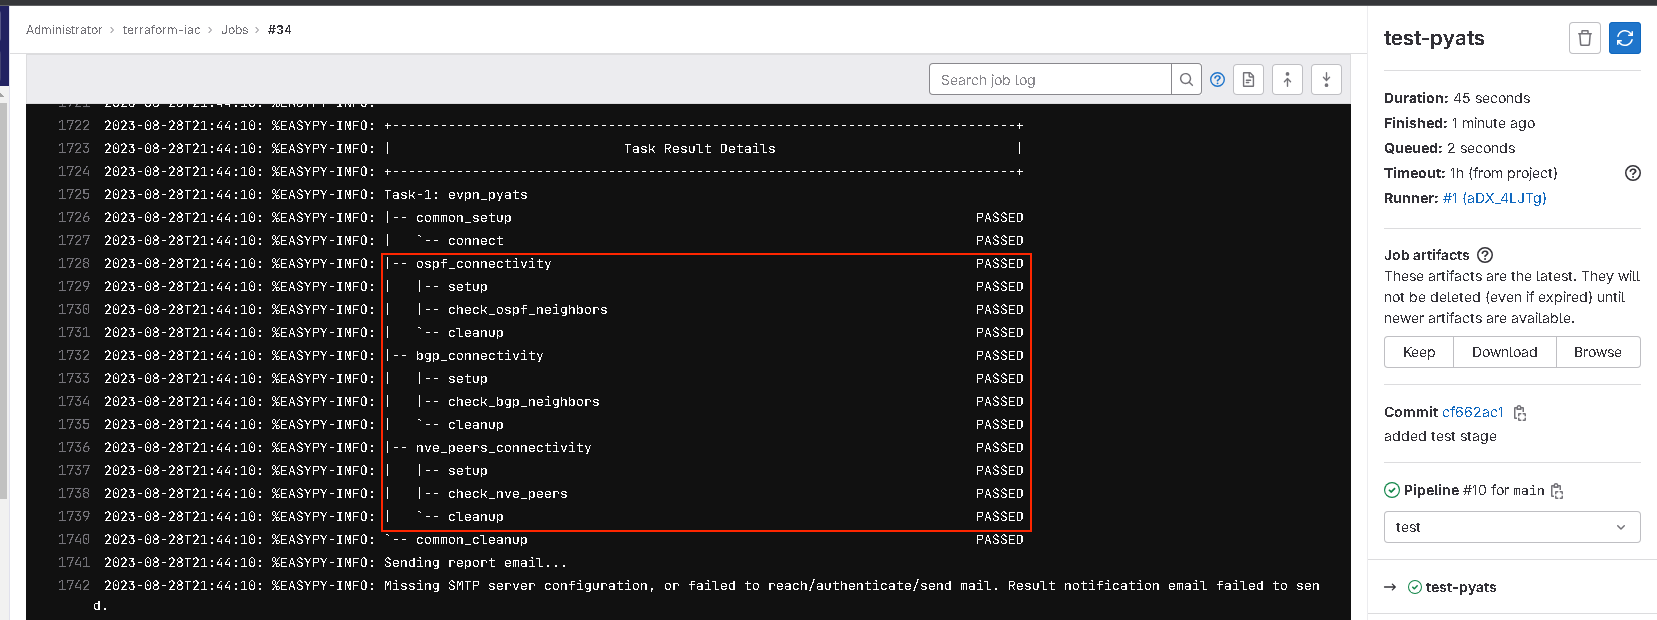 Administrator > terraform-iac > Jobs > #34
Search job log
1721 2023-08-28T21:44:10: %EASYPY-INFO:
1722 2023-08-28T21:44:10: %EASYPY-INFO: +------------------------------------------------------------------------------+
1723 2023-08-28T21:44:10: %EASYPY-INFO: |                              Task Result Details                              |
1724 2023-08-28T21:44:10: %EASYPY-INFO: +------------------------------------------------------------------------------+
1725 2023-08-28T21:44:10: %EASYPY-INFO: Task-1: evpn_pyats
1726 2023-08-28T21:44:10: %EASYPY-INFO: |-- common_setup PASSED
1727 2023-08-28T21:44:10: %EASYPY-INFO: |   `-- connect PASSED
1728 2023-08-28T21:44:10: %EASYPY-INFO: |-- ospf_connectivity PASSED
1729 2023-08-28T21:44:10: %EASYPY-INFO: |   |-- setup PASSED
1730 2023-08-28T21:44:10: %EASYPY-INFO: |   |-- check_ospf_neighbors PASSED
1731 2023-08-28T21:44:10: %EASYPY-INFO: |   `-- cleanup PASSED
1732 2023-08-28T21:44:10: %EASYPY-INFO: |-- bgp_connectivity PASSED
1733 2023-08-28T21:44:10: %EASYPY-INFO: |   |-- setup PASSED
1734 2023-08-28T21:44:10: %EASYPY-INFO: |   |-- check_bgp_neighbors PASSED
1735 2023-08-28T21:44:10: %EASYPY-INFO: |   `-- cleanup PASSED
1736 2023-08-28T21:44:10: %EASYPY-INFO: |-- nve_peers_connectivity PASSED
1737 2023-08-28T21:44:10: %EASYPY-INFO: |   |-- setup PASSED
1738 2023-08-28T21:44:10: %EASYPY-INFO: |   |-- check_nve_peers PASSED
1739 2023-08-28T21:44:10: %EASYPY-INFO: |   `-- cleanup PASSED
1740 2023-08-28T21:44:10: %EASYPY-INFO: `-- common_cleanup PASSED
1741 2023-08-28T21:44:10: %EASYPY-INFO: Sending report email...
1742 2023-08-28T21:44:10: %EASYPY-INFO: Missing SMTP server configuration, or failed to reach/authenticate/send mail. Result notification email failed to sen
d.
test-pyats
Duration: 45 seconds
Finished: 1 minute ago
Queued: 2 seconds
Timeout: 1h (from project)
Runner: #1 (aDX_4LJTg)
Job artifacts
These artifacts are the latest. They will
not be deleted (even if expired) until
newer artifacts are available.
Keep Download Browse
Commit cf662ac1
added test stage
Pipeline #10 for main
test
→ test-pyats